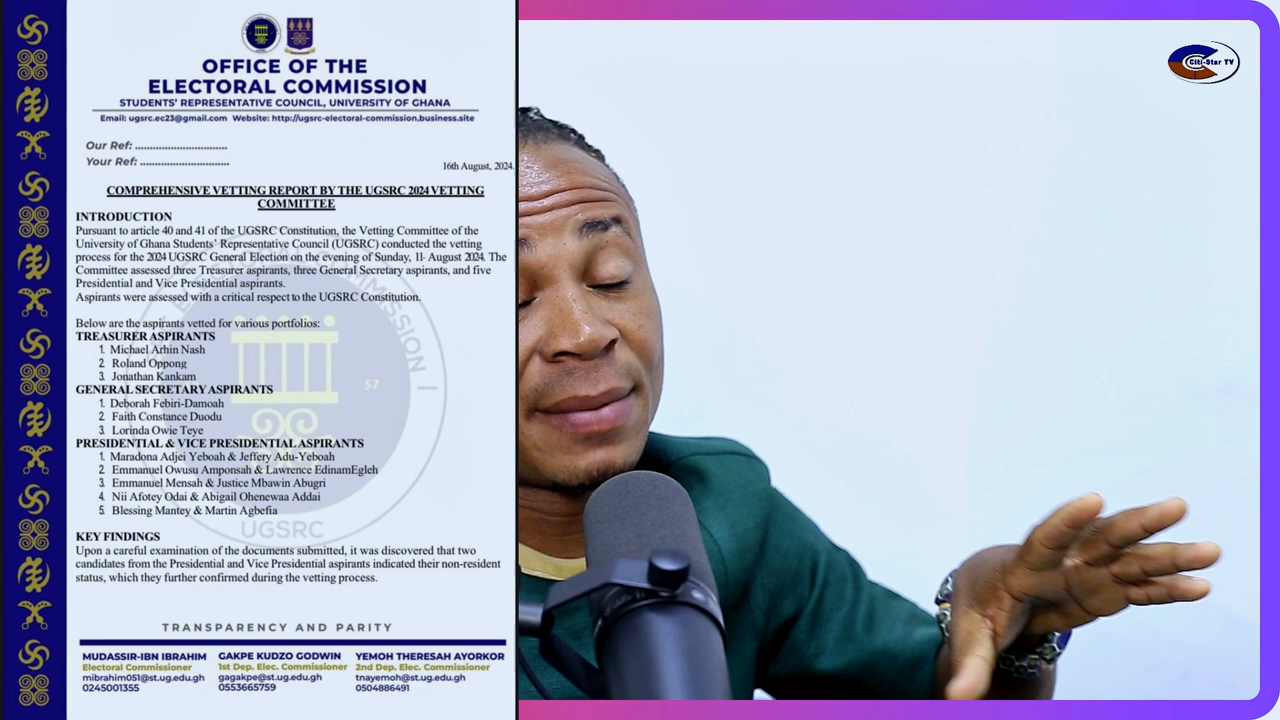 OFFICE OF THE
ELECTORAL COMMISSION
STUDENTS' REPRESENTATIVE COUNCIL, UNIVERSITY OF GHANA
Email: ugsrc.ec23@gmail.com Website: http://ugsrc-electoral-commission,business.site
Our Ref: ................................
Your Ref: ...............................
16th August, 2024.
COMPREHENSIVE VETTING REPORT BY THE UGSRC 2024 VETTING
COMMITTEE
INTRODUCTION
Pursuant to article 40 and 41 of the UGSRC Constitution, the Vetting Committee of the
University of Ghana Students' Representative Council (UGSRC) conducted the vetting
process for the 2024 UGSRC General Election on the evening of Sunday, 11 August 2024. The
Committee assessed three Treasurer aspirants, three General Secretary aspirants, and five
Presidential and Vice Presidential aspirants.
Aspirants were assessed with a critical respect to the UGSRC Constitution.
Below are the aspirants vetted for various portfolios:
TREASURER ASPIRANTS
1. Michael Arhin Nash
2. Roland Oppong
3. Jonathan Kankam
GENERAL SECRETARY ASPIRANTS
1. Deborah Febiri-Damoah
2. Faith Constance Duodu
3. Lorinda Owie Teye
PRESIDENTIAL & VICE PRESIDENTIAL ASPIRANTS
1. Maradona Adjei Yeboah & Jeffery Adu-Yeboah
2. Emmanuel Owusu Amponsah & Lawrence EdinamEgleh
3. Emmanuel Mensah & Justice Mbawin Abugri
4. Nii Afotey Odai & Abigail Ohenewaa Addai
5. Blessing Mantey & Martin Agbefia
KEY FINDINGS
Upon a careful examination of the documents submitted, it was discovered that two
candidates from the Presidential and Vice Presidential aspirants indicated their non-resident
status, which they further confirmed during the vetting process.
57
UGSRC
TRANSPARENCY AND PARITY
MUDASSIR-IBN IBRAHIM
Electoral Commissioner
mibrahim051@st.ug.edu.gh
0245001355
GAKPE KUDZO GODWIN
1st Dep. Elec. Commissioner
gagakpe@st.ug.edu.gh
0553665759
YEMOH THERESAH AYORKOR
2nd Dep. Elec. Commissioner
tnayemoh@st.ug.edu.gh
0504886491
Citi-Star TV